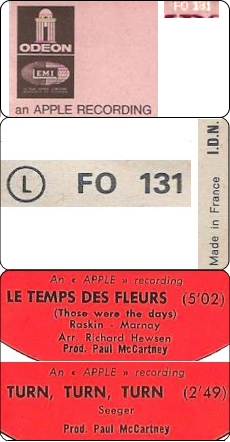 FO 131
ODEON
EMI
an APPLE RECORDING
L FO 131
Made in France I.D.N.
An « APPLE » recording
LE TEMPS DES FLEURS (5'02)
(Those were the days)
Raskin - Marnay
Arr. Richard Hewsen
Prod. Paul McCartney
An « APPLE » recording
TURN, TURN, TURN (2'49)
Seeger
Prod. Paul McCartney